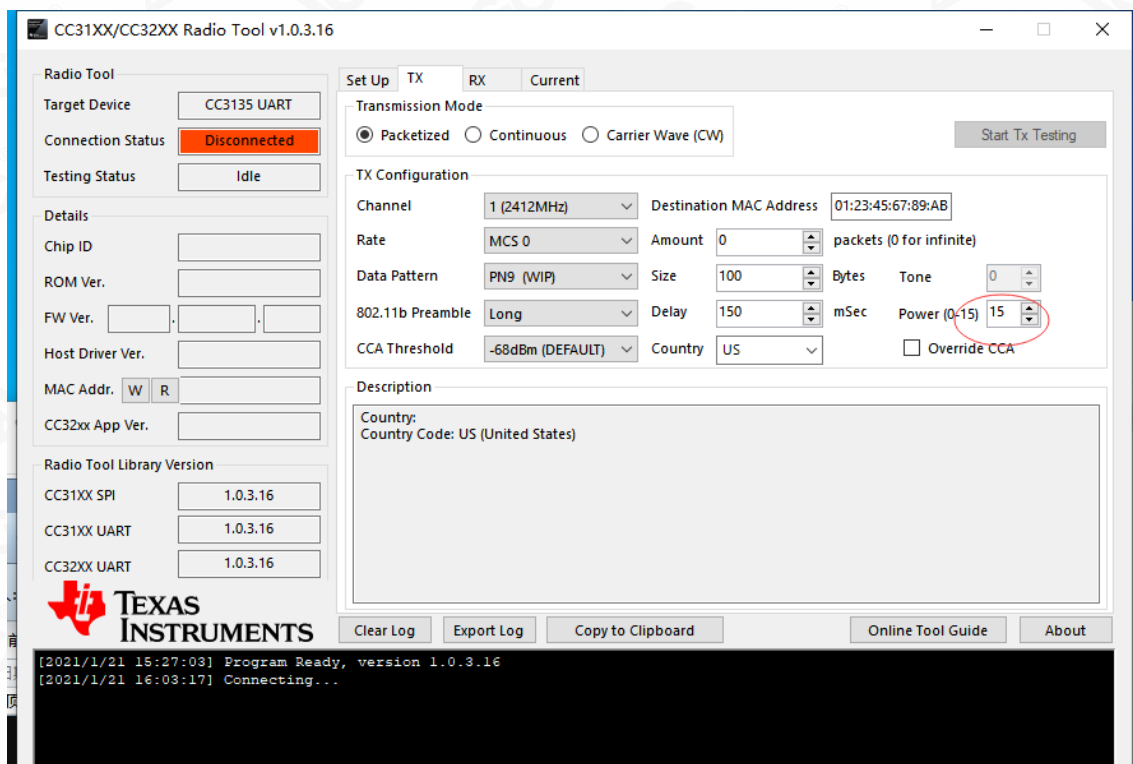 CC31XX/CC32XX Radio Tool v1.0.3.16
Radio Tool
Target Device CC3135 UART
Connection Status Disconnected
Testing Status Idle
Details
Chip ID
ROM Ver.
FW Ver. . .
Host Driver Ver.
MAC Addr. W R
CC32xx App Ver.
Radio Tool Library Version
CC31XX SPI 1.0.3.16
CC31XX UART 1.0.3.16
CC32XX UART 1.0.3.16
TEXAS
INSTRUMENTS
Set Up TX RX Current
Transmission Mode
Packetized Continuous Carrier Wave (CW) Start Tx Testing
TX Configuration
Channel 1 (2412MHz) Destination MAC Address 01:23:45:67:89:AB
Rate MCS 0 Amount 0 packets (0 for infinite)
Data Pattern PN9 (WIP) Size 100 Bytes Tone 0
802.11b Preamble Long Delay 150 mSec Power (0-15) 15
CCA Threshold -68dBm (DEFAULT) Country US Override CCA
Description
Country:
Country Code: US (United States)
Clear Log Export Log Copy to Clipboard Online Tool Guide About
[2021/1/21 15:27:03] Program Ready, version 1.0.3.16
[2021/1/21 16:03:17] Connecting...